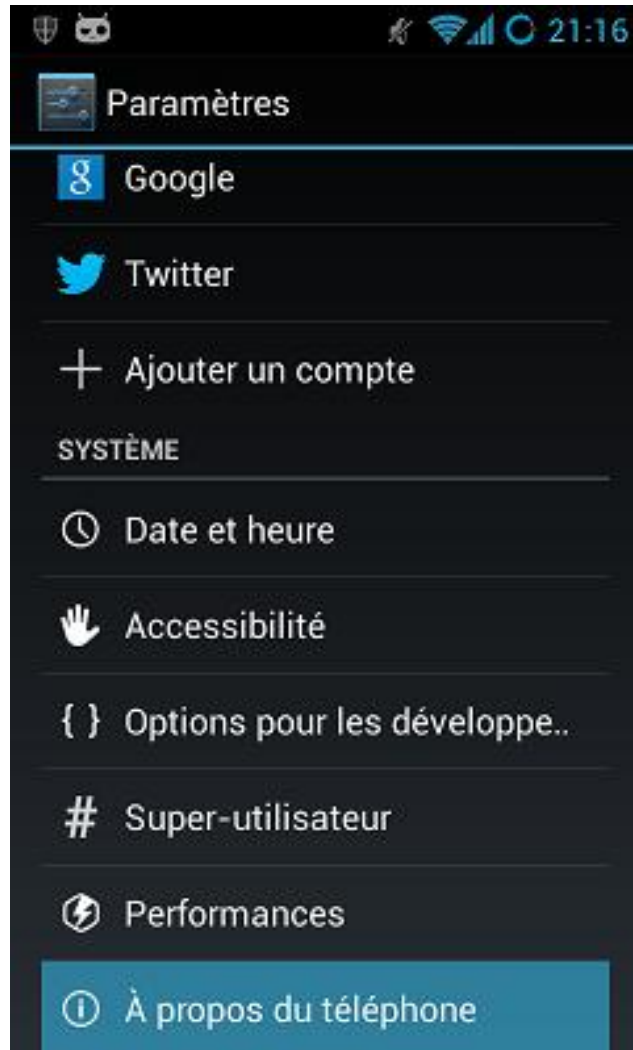 21:16
Paramètres
Google
Twitter
Ajouter un compte
SYSTÈME
Date et heure
Accessibilité
{ } Options pour les développe..
# Super-utilisateur
Performances
À propos du téléphone